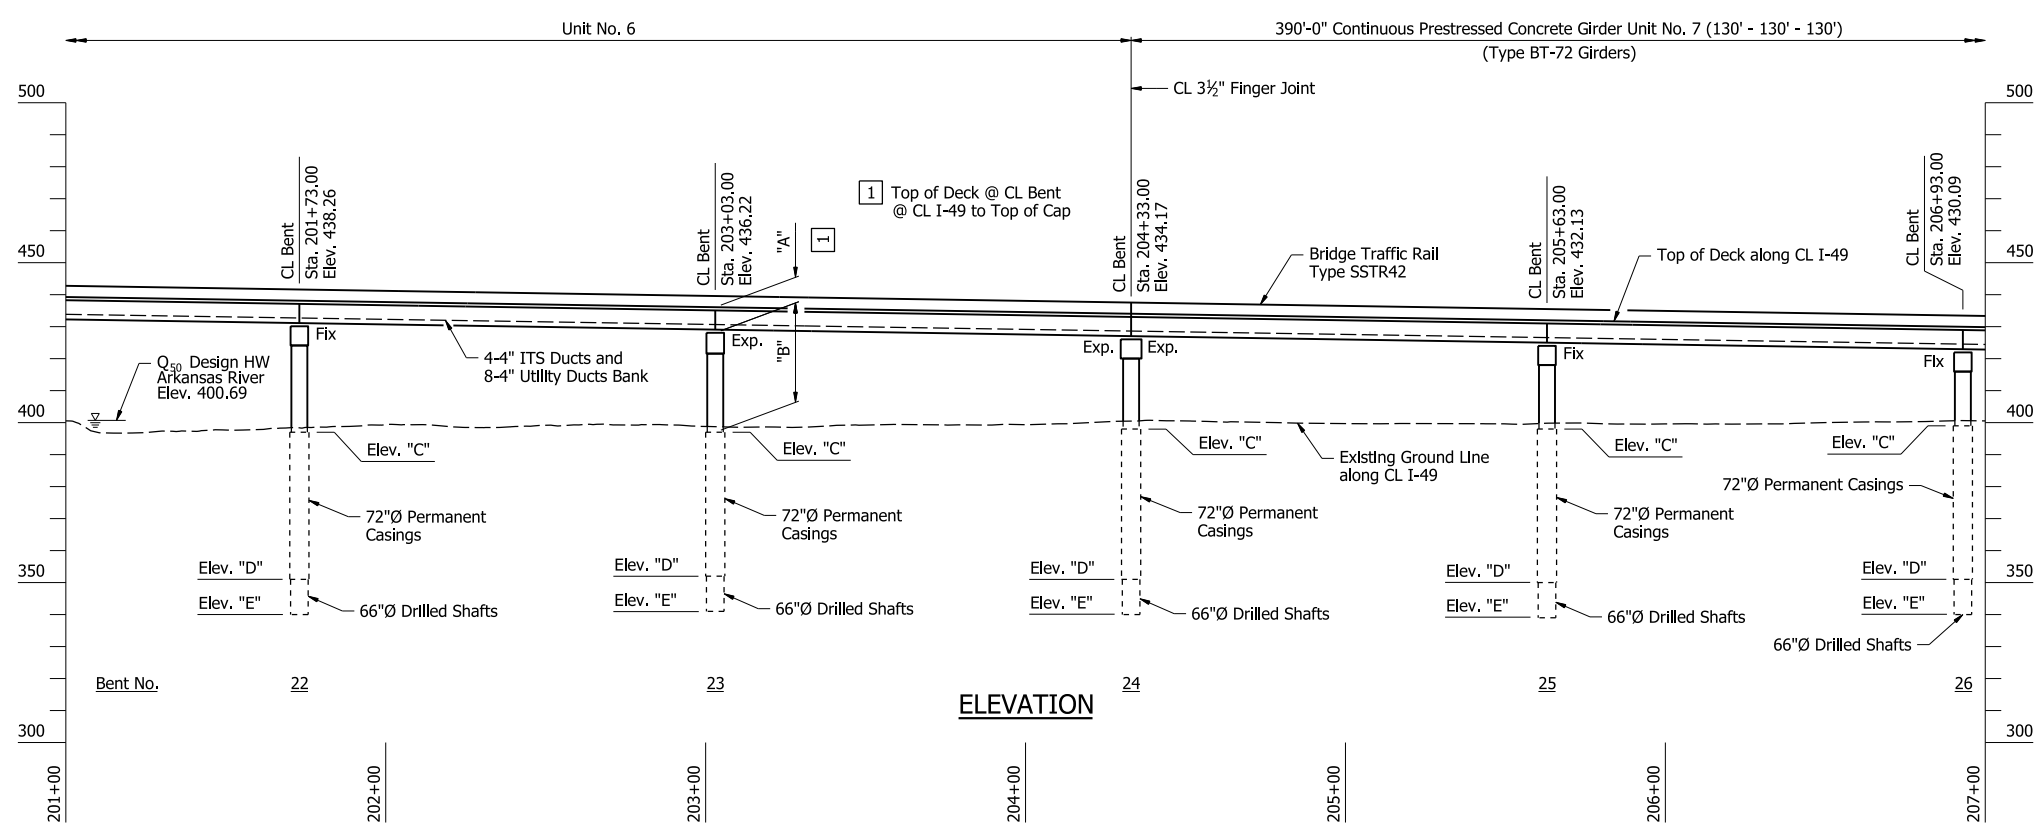 Unit No. 6
390'-0" Continuous Prestressed Concrete Girder Unit No. 7 (130' - 130' - 130')
(Type BT-72 Girders)
CL 3½" Finger Joint
500
500
450
450
400
400
350
350
300
300
CL Bent
Sta. 201+73.00
Elev. 438.26
CL Bent
Sta. 203+03.00
Elev. 436.22
"A"
1
1 Top of Deck @ CL Bent
@ CL I-49 to Top of Cap
CL Bent
Sta. 204+33.00
Elev. 434.17
Bridge Traffic Rail
Type SSTR42
CL Bent
Sta. 205+63.00
Elev. 432.13
Top of Deck along CL I-49
CL Bent
Sta. 206+93.00
Elev. 430.09
Fix
Exp.
"B"
Exp.
Exp.
Fix
Fix
Q50 Design HW
Arkansas River
Elev. 400.69
4-4" ITS Ducts and
8-4" Utility Ducts Bank
Elev. "C"
Elev. "C"
Elev. "C"
Elev. "C"
Elev. "C"
Existing Ground Line
along CL I-49
72"Ø Permanent
Casings
72"Ø Permanent
Casings
72"Ø Permanent
Casings
72"Ø Permanent
Casings
72"Ø Permanent Casings
Elev. "D"
Elev. "D"
Elev. "D"
Elev. "D"
Elev. "D"
Elev. "E"
Elev. "E"
Elev. "E"
Elev. "E"
Elev. "E"
66"Ø Drilled Shafts
66"Ø Drilled Shafts
66"Ø Drilled Shafts
66"Ø Drilled Shafts
66"Ø Drilled Shafts
Bent No.
22
23
24
25
26
ELEVATION
201+00
202+00
203+00
204+00
205+00
206+00
207+00